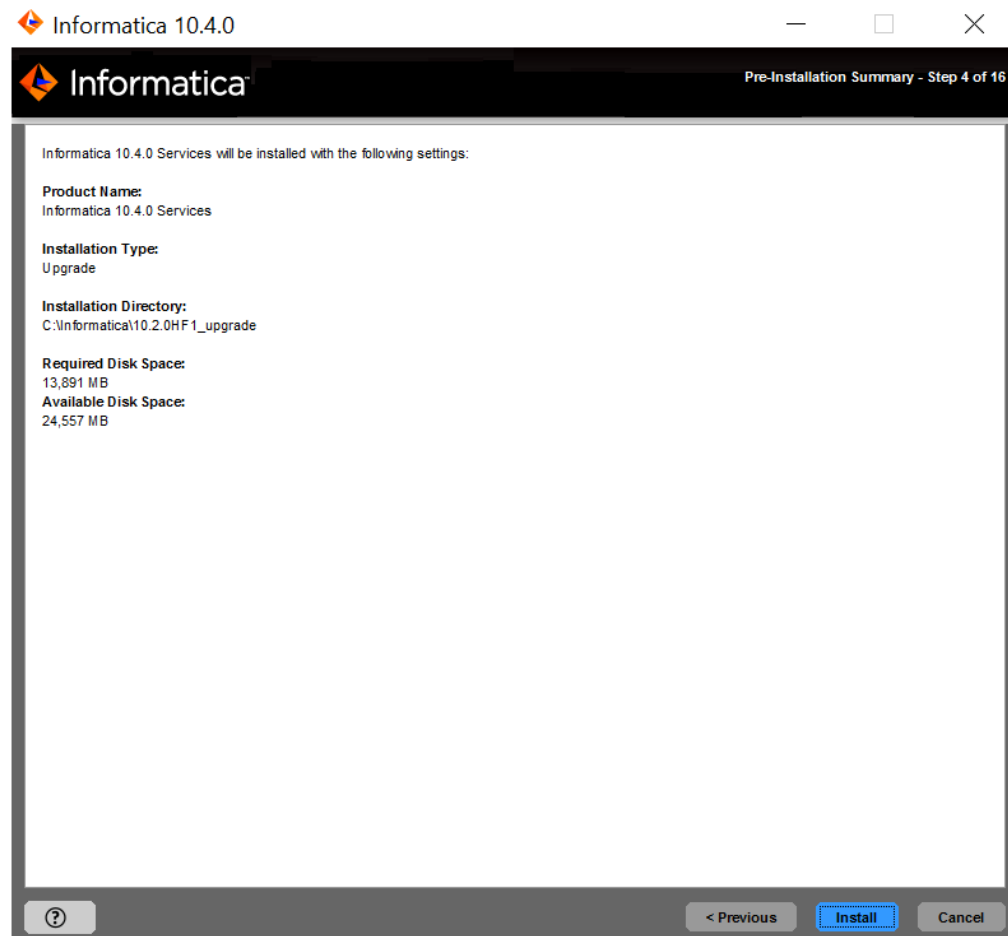 Informatica 10.4.0
Informatica
Pre-Installation Summary - Step 4 of 16
Informatica 10.4.0 Services will be installed with the following settings:
Product Name:
Informatica 10.4.0 Services
Installation Type:
Upgrade
Installation Directory:
C:\Informatica\10.2.0HF1_upgrade
Required Disk Space:
13,891 MB
Available Disk Space:
24,557 MB
?
< Previous
Install
Cancel